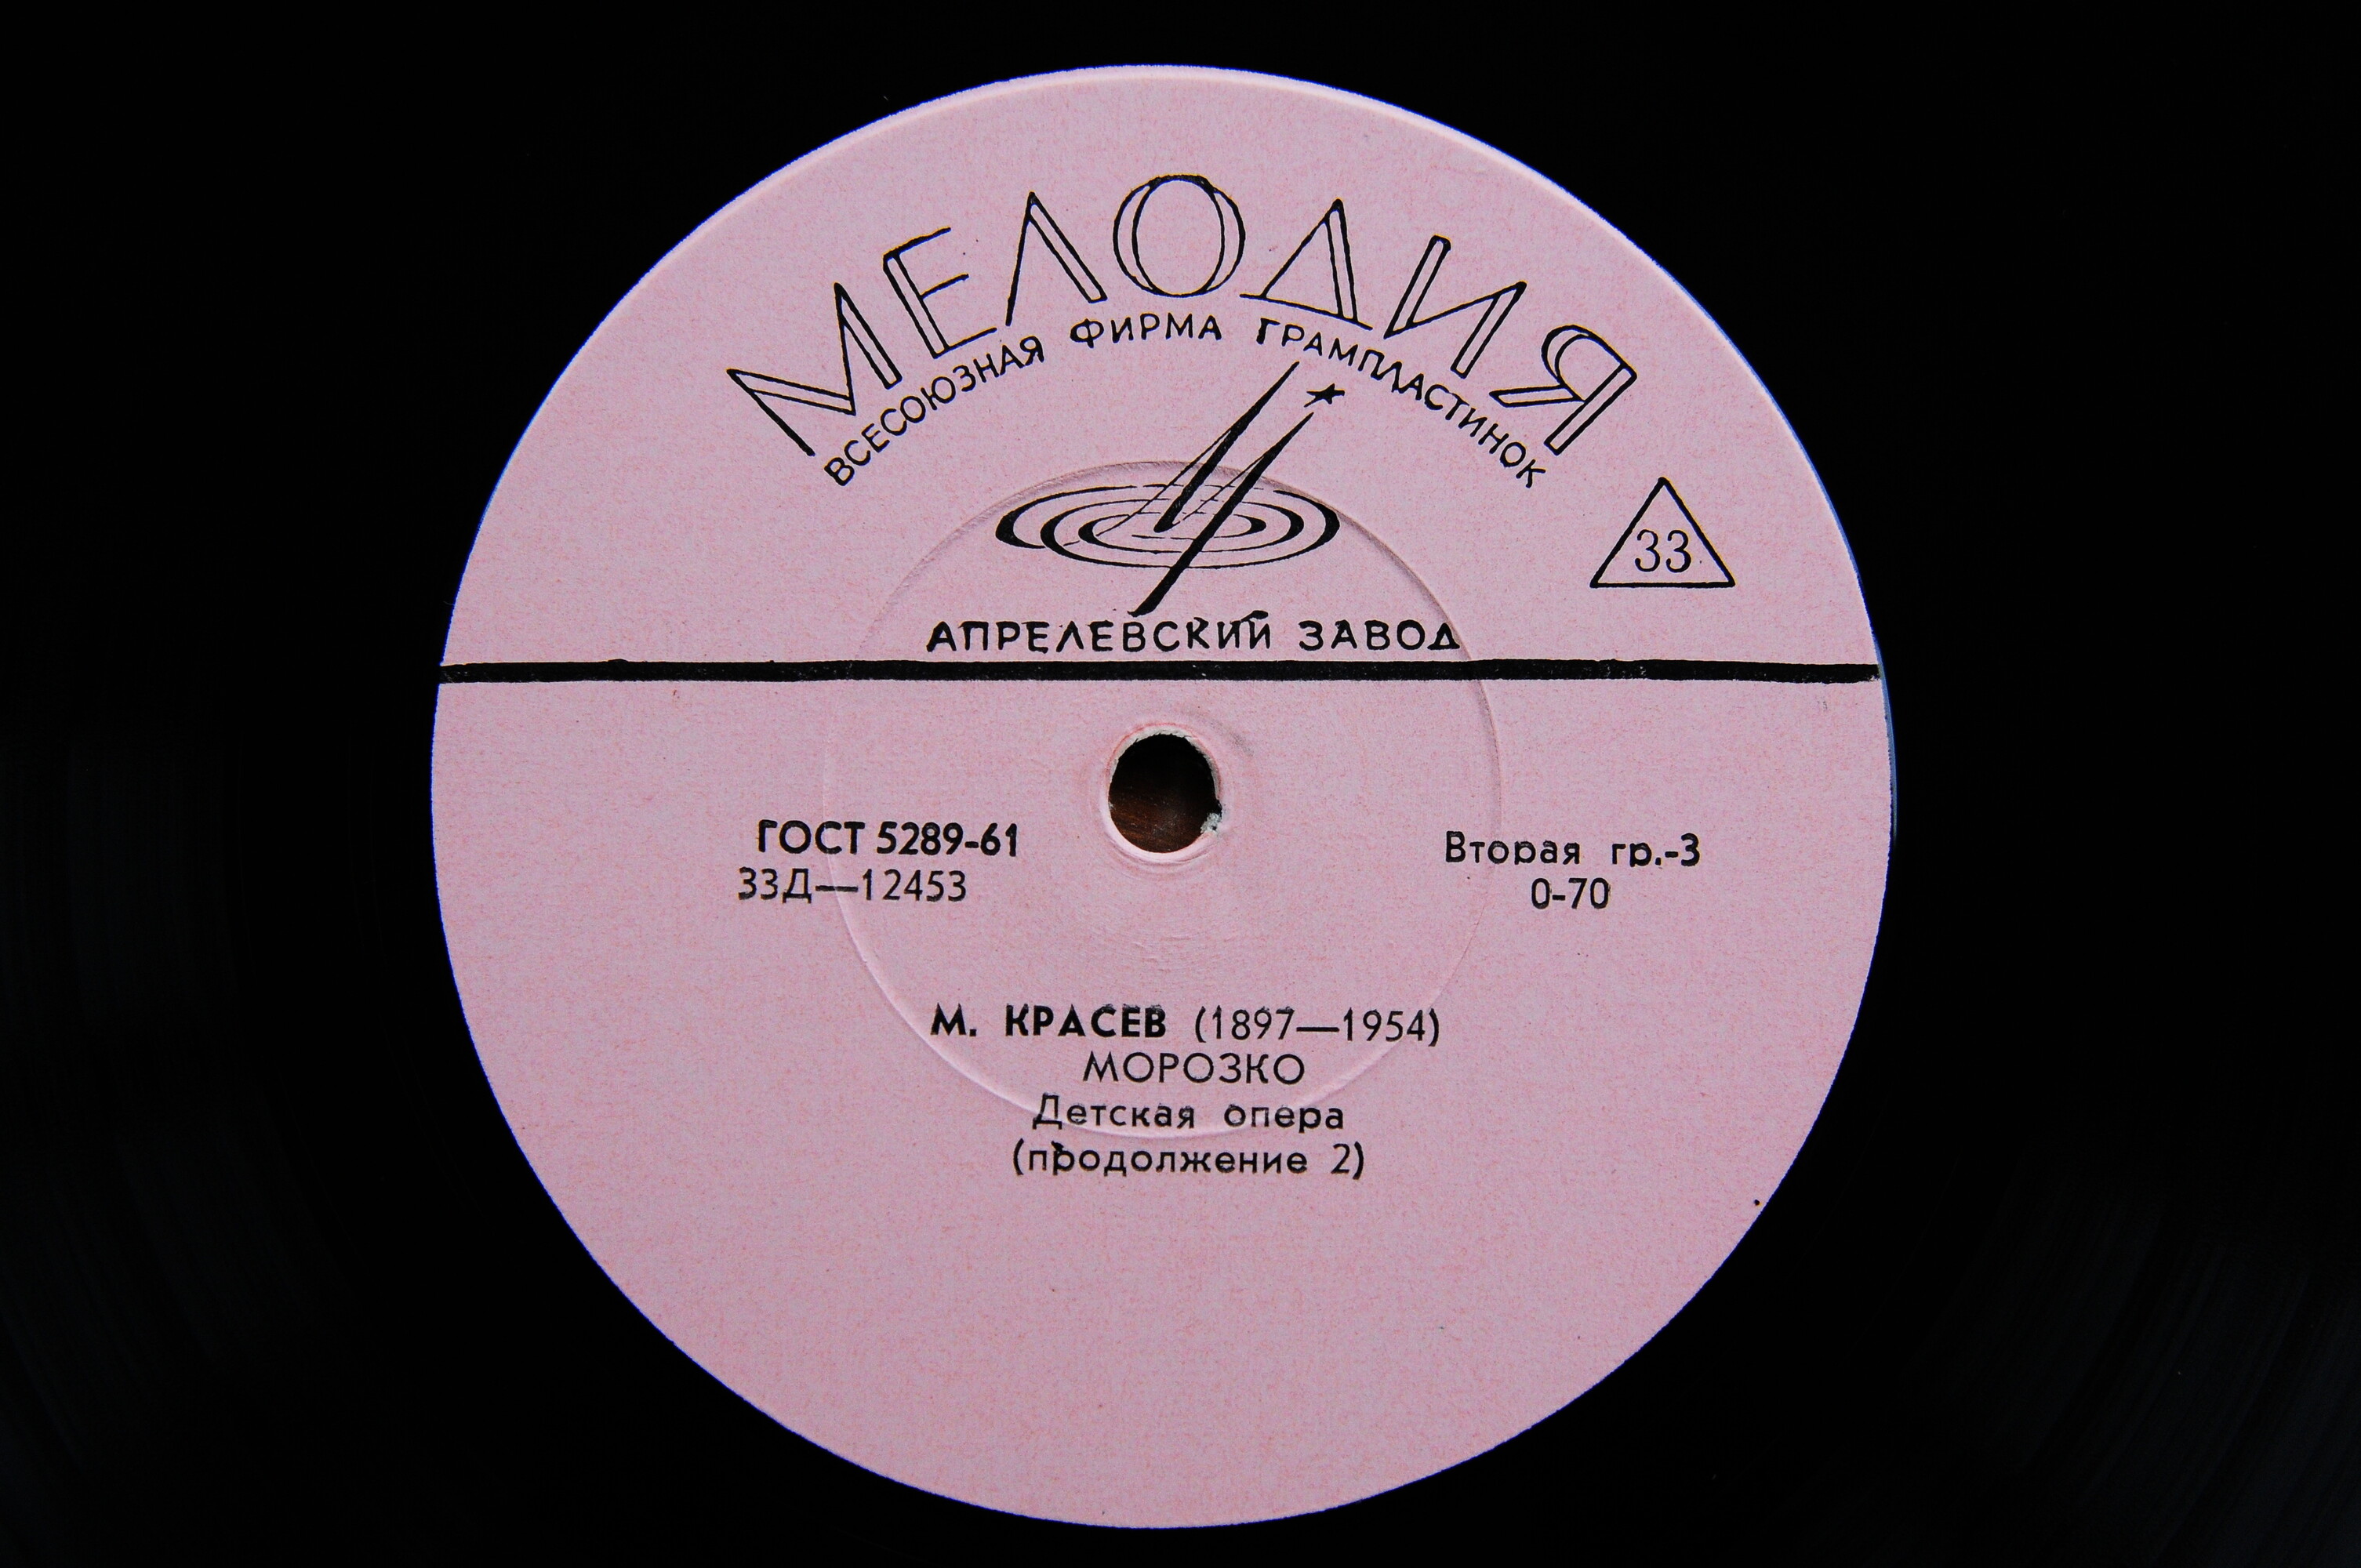 МЕЛОДИЯ
ВСЕСОЮЗНАЯ ФИРМА ГРАМПЛАСТИНОК
33
АПРЕЛЕВСКИЙ ЗАВОД
ГОСТ 5289-61
33Д—12453
Вторая гр.-3
0-70
М. КРАСЕВ (1897—1954)
МОРОЗКО
Детская опера
(продолжение 2)